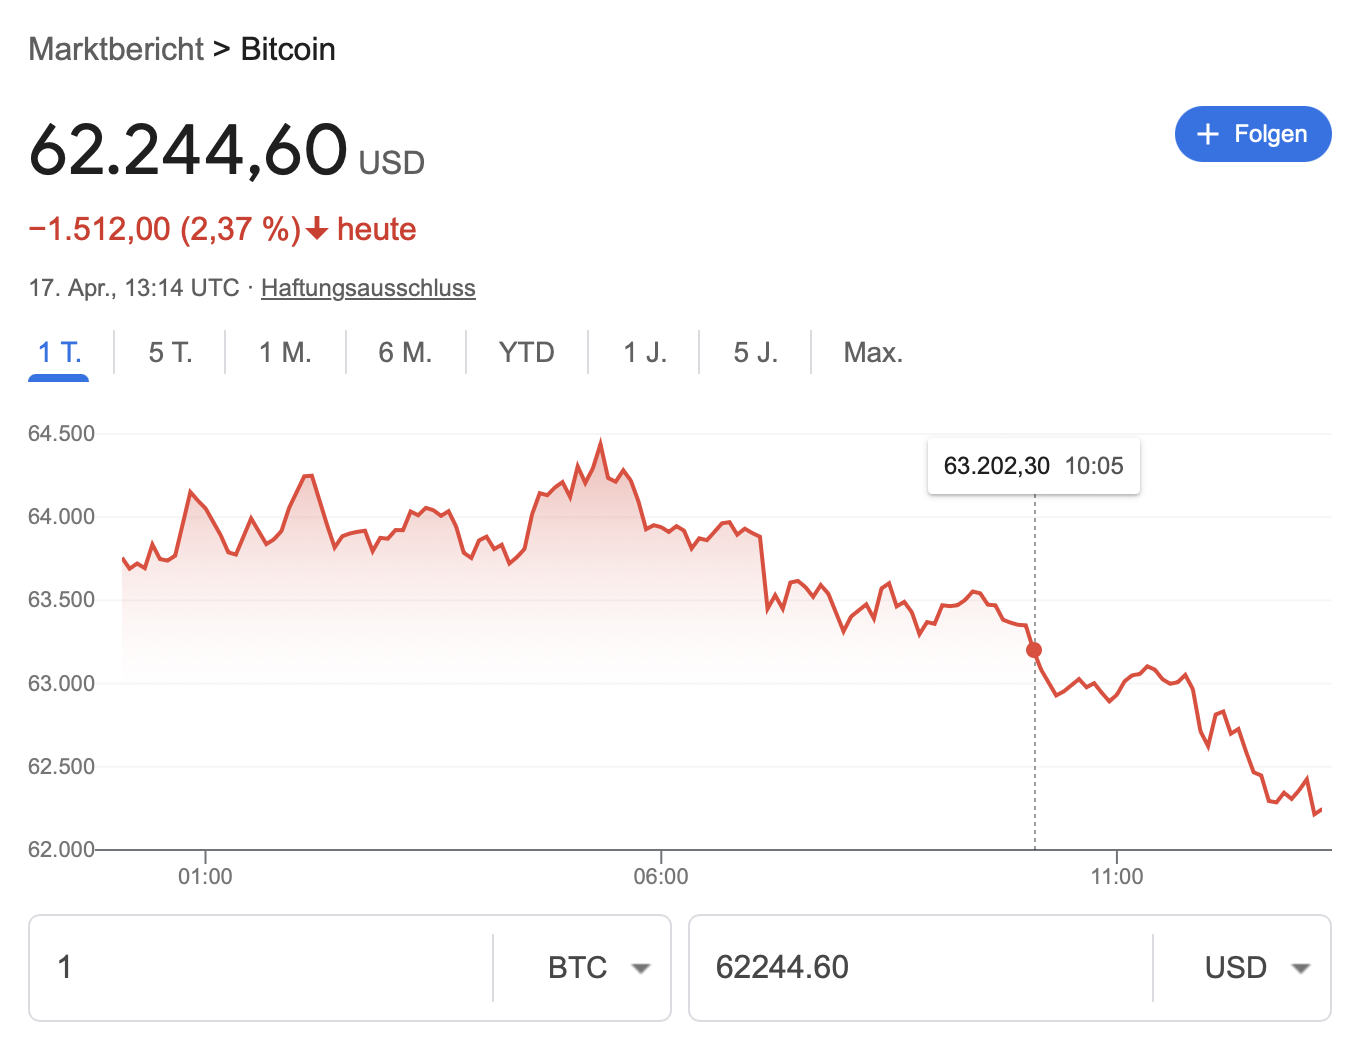 Marktbericht > Bitcoin
62.244,60 USD
+ Folgen
−1.512,00 (2,37 %)↓ heute
17. Apr., 13:14 UTC · Haftungsausschluss
1 T. 5 T. 1 M. 6 M. YTD 1 J. 5 J. Max.
64.500
63.202,30 10:05
64.000
63.500
63.000
62.500
62.000
01:00 06:00 11:00
1 BTC 62244.60 USD